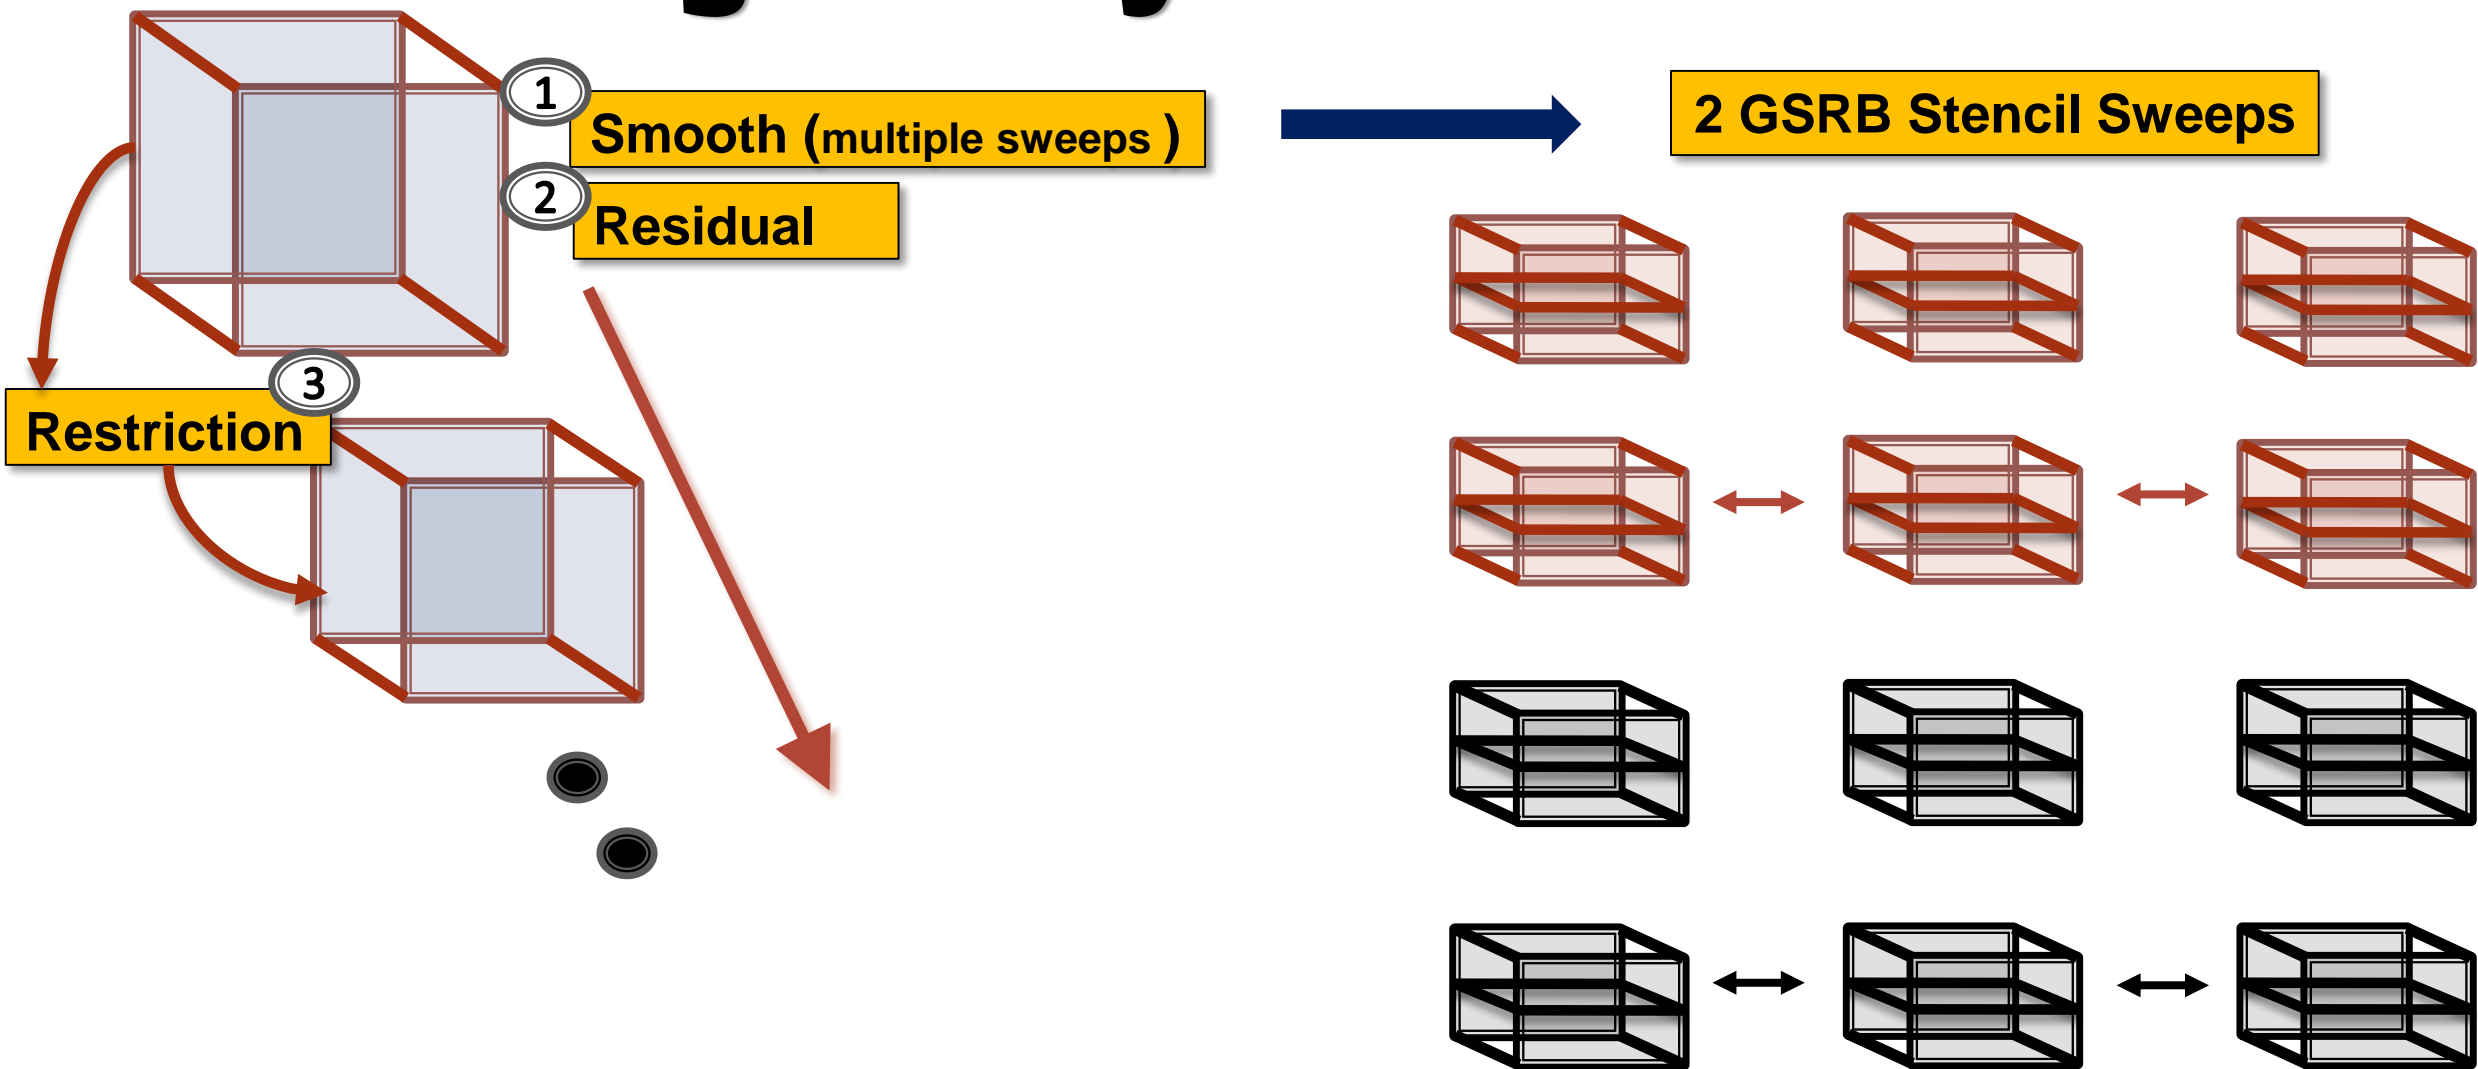 1
Smooth (multiple sweeps )
2 GSRB Stencil Sweeps
2
Residual
3
Restriction